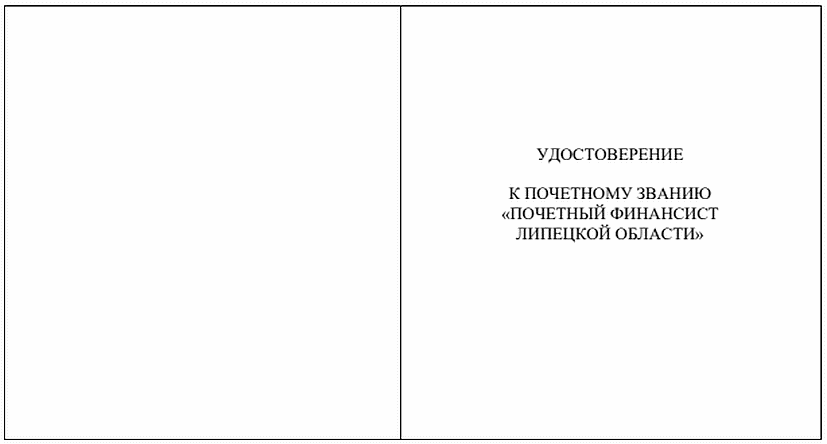 УДОСТОВЕРЕНИЕ
К ПОЧЕТНОМУ ЗВАНИЮ
«ПОЧЕТНЫЙ ФИНАНСИСТ
ЛИПЕЦКОЙ ОБЛАСТИ»